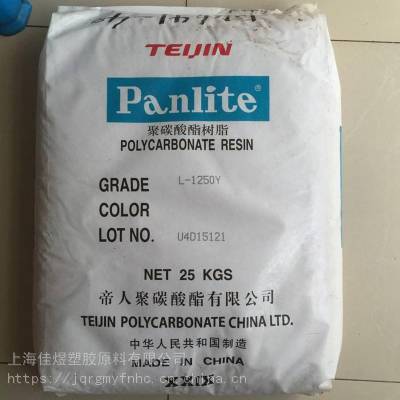 TEIJIN
Panlite®
聚碳酸酯树脂
POLYCARBONATE RESIN
GRADE L-1250Y
COLOR
LOT NO. U4D15121
NET 25 KGS
帝人聚碳酸酯有限公司
TEIJIN POLYCARBONATE CHINA LTD.
中华人民共和国制造
MADE IN CHINA
上海佳煜塑胶原料有限公司
https://jqrgmyfnhc.cn.china.cn